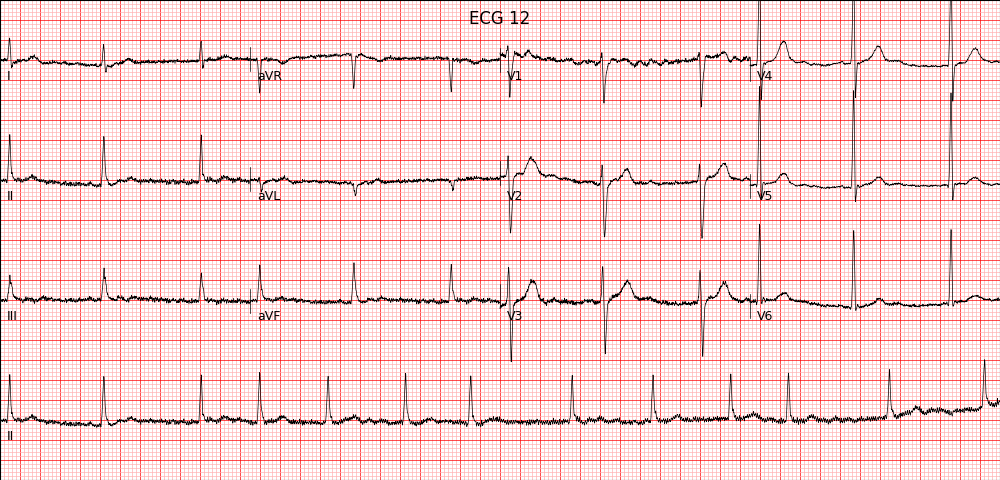 ECG 12
I aVR V1 V4
II aVL V2 V5
III aVF V3 V6
II